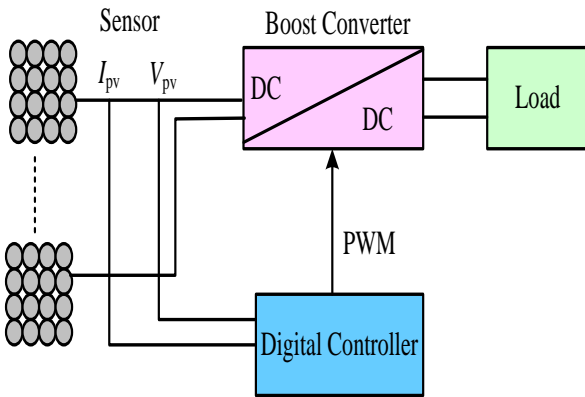 Sensor
Boost Converter
Ipv
Vpv
DC
DC
Load
PWM
Digital Controller